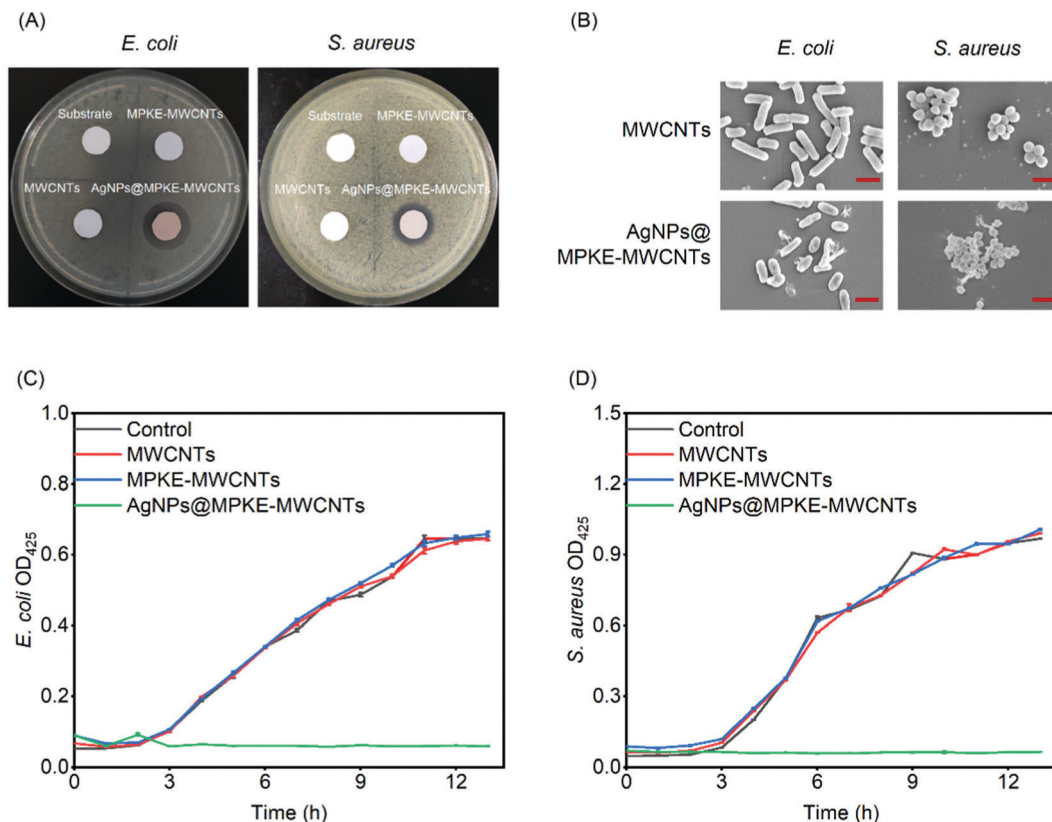 (A)
E. coli
S. aureus
Substrate
MPKE-MWCNTs
MWCNTs
AgNPs@MPKE-MWCNTs
Substrate
MPKE-MWCNTs
MWCNTs
AgNPs@MPKE-MWCNTs
(B)
E. coli
S. aureus
MWCNTs
AgNPs@
MPKE-MWCNTs
(C)
E. coli OD425
1.0
0.8
0.6
0.4
0.2
0.0
Control
MWCNTs
MPKE-MWCNTs
AgNPs@MPKE-MWCNTs
0 3 6 9 12
Time (h)
(D)
S. aureus OD425
1.5
1.2
0.9
0.6
0.3
0.0
Control
MWCNTs
MPKE-MWCNTs
AgNPs@MPKE-MWCNTs
0 3 6 9 12
Time (h)